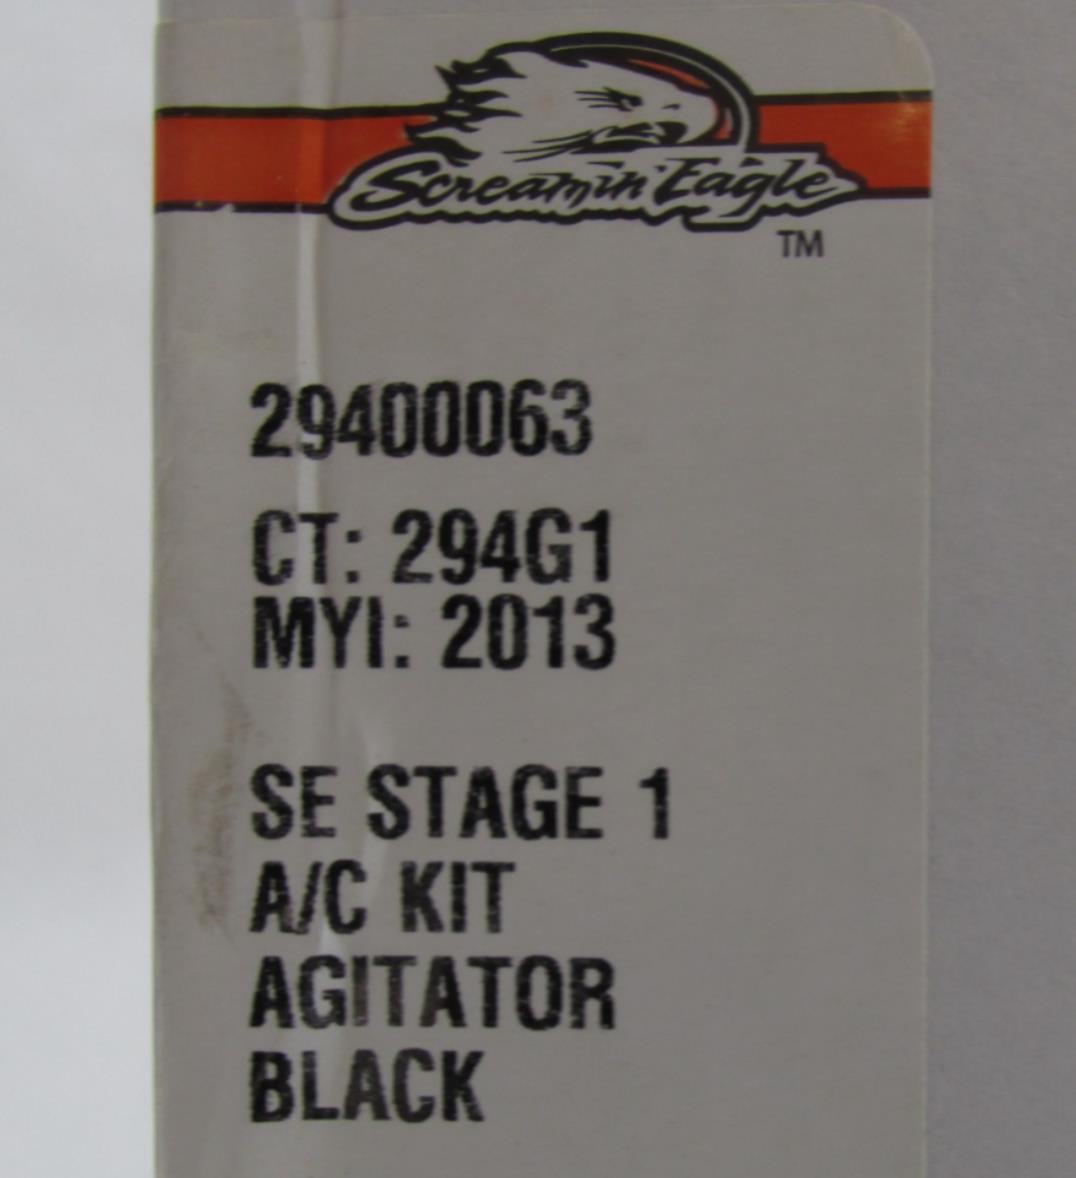 Screamin' Eagle
TM
29400063
CT: 294G1
MYI: 2013
SE STAGE 1
A/C KIT
AGITATOR
BLACK